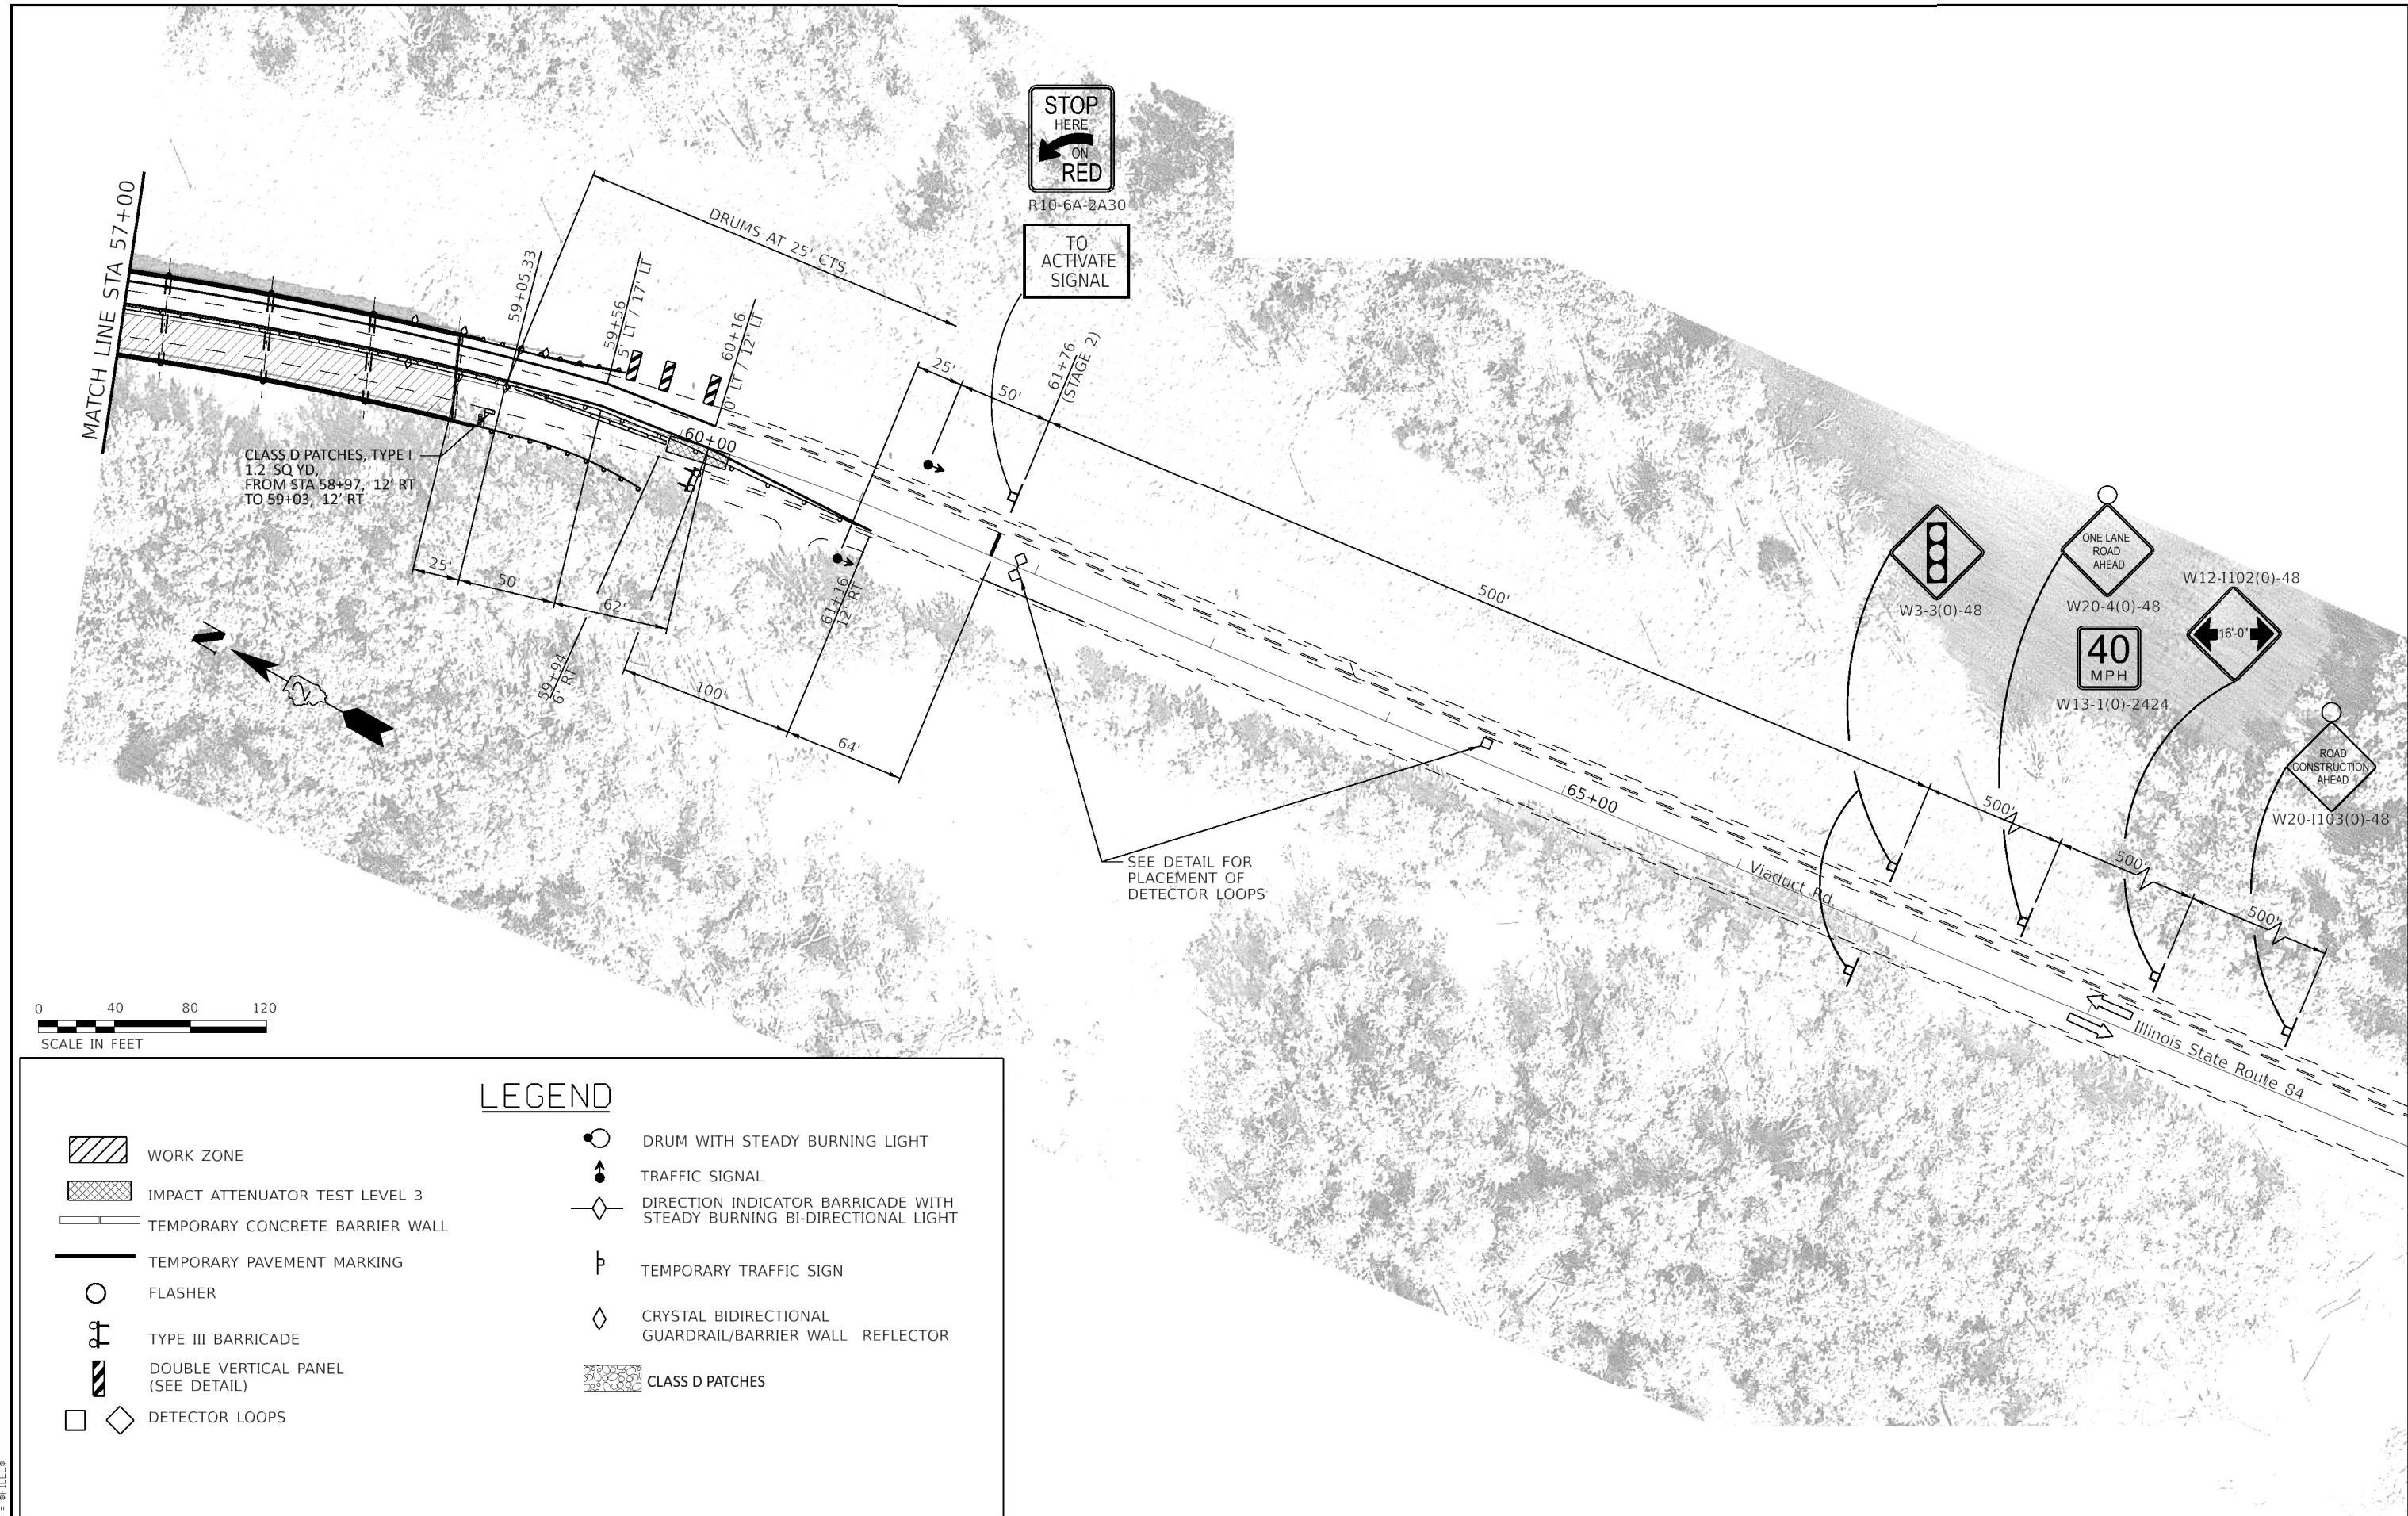 STOP
HERE
ON
RED
R10-6A-2A30
TO
ACTIVATE
SIGNAL
MATCH LINE STA 57+00
DRUMS AT 25' CTS.
59+05.33
59+56
5' LT / 17' LT
60+16
0' LT / 12' LT
25'
50'
61+76
(STAGE 2)
60+00
CLASS D PATCHES, TYPE I
1.2 SQ YD,
FROM STA 58+97, 12' RT
TO 59+03, 12' RT
25'
50'
62'
59+94
6' RT
61+16
12' RT
100'
64'
N
500'
W3-3(0)-48
ONE LANE
ROAD
AHEAD
W20-4(0)-48
40
MPH
W13-1(0)-2424
W12-I102(0)-48
16'-0"
ROAD
CONSTRUCTION
AHEAD
W20-I103(0)-48
500'
500'
500'
65+00
SEE DETAIL FOR
PLACEMENT OF
DETECTOR LOOPS
Viaduct Rd.
Illinois State Route 84
0 40 80 120
SCALE IN FEET
LEGEND
WORK ZONE
IMPACT ATTENUATOR TEST LEVEL 3
TEMPORARY CONCRETE BARRIER WALL
TEMPORARY PAVEMENT MARKING
FLASHER
TYPE III BARRICADE
DOUBLE VERTICAL PANEL
(SEE DETAIL)
DETECTOR LOOPS
DRUM WITH STEADY BURNING LIGHT
TRAFFIC SIGNAL
DIRECTION INDICATOR BARRICADE WITH
STEADY BURNING BI-DIRECTIONAL LIGHT
TEMPORARY TRAFFIC SIGN
CRYSTAL BIDIRECTIONAL
GUARDRAIL/BARRIER WALL REFLECTOR
CLASS D PATCHES